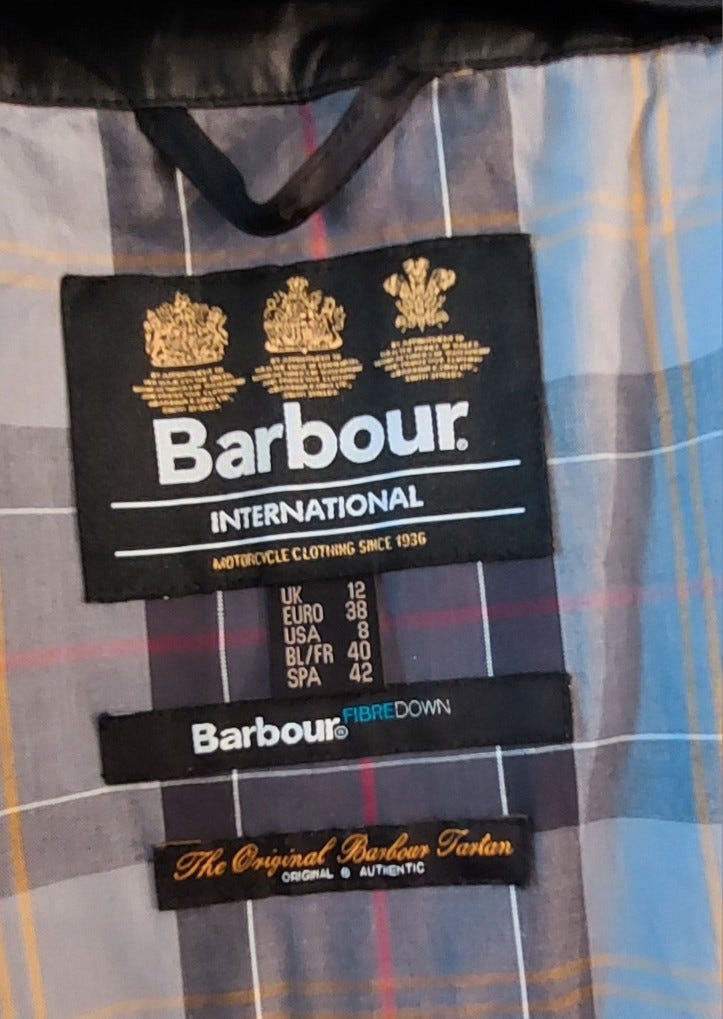 Barbour®
INTERNATIONAL
MOTORCYCLE CLOTHING SINCE 1936
UK 12
EURO 38
USA 8
BL/FR 40
SPA 42
Barbour® FIBREDOWN
The Original Barbour Tartan
ORIGINAL & AUTHENTIC